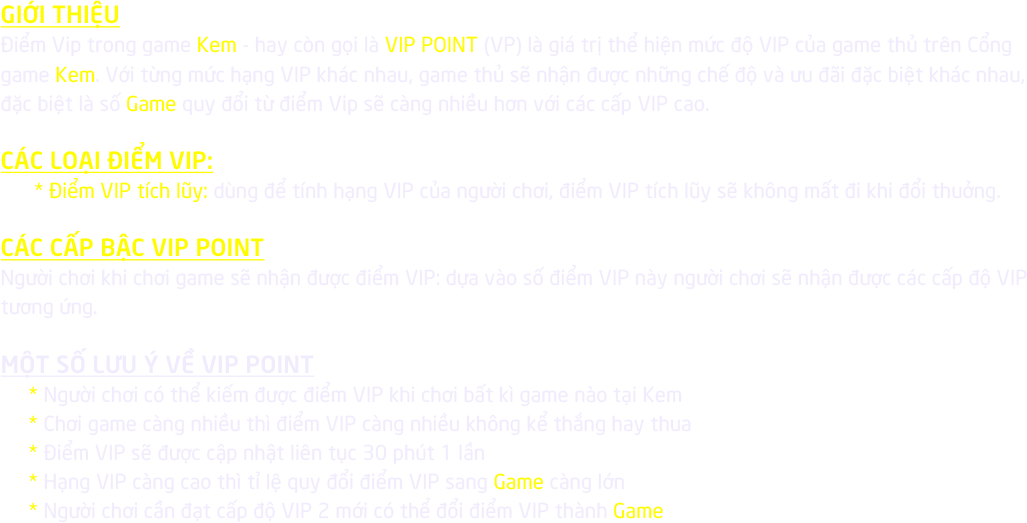 GIỚI THIỆU
Điểm Vip trong game Kem - hay còn gọi là VIP POINT (VP) là giá trị thể hiện mức độ VIP của game thủ trên Cổng
game Kem. Với từng mức hạng VIP khác nhau, game thủ sẽ nhận được những chế độ và ưu đãi đặc biệt khác nhau,
đặc biệt là số Game quy đổi từ điểm Vip sẽ càng nhiều hơn với các cấp VIP cao.
CÁC LOẠI ĐIỂM VIP:
* Điểm VIP tích lũy: dùng để tính hạng VIP của người chơi, điểm VIP tích lũy sẽ không mất đi khi đổi thuởng.
CÁC CẤP BẬC VIP POINT
Người chơi khi chơi game sẽ nhận được điểm VIP: dựa vào số điểm VIP này người chơi sẽ nhận được các cấp độ VIP
tương ứng.
MỘT SỐ LƯU Ý VỀ VIP POINT
* Người chơi có thể kiếm được điểm VIP khi chơi bất kì game nào tại Kem
* Chơi game càng nhiều thì điểm VIP càng nhiều không kể thắng hay thua
* Điểm VIP sẽ được cập nhật liên tục 30 phút 1 lần
* Hạng VIP càng cao thì tỉ lệ quy đổi điểm VIP sang Game càng lớn
* Người chơi cần đạt cấp độ VIP 2 mới có thể đổi điểm VIP thành Game